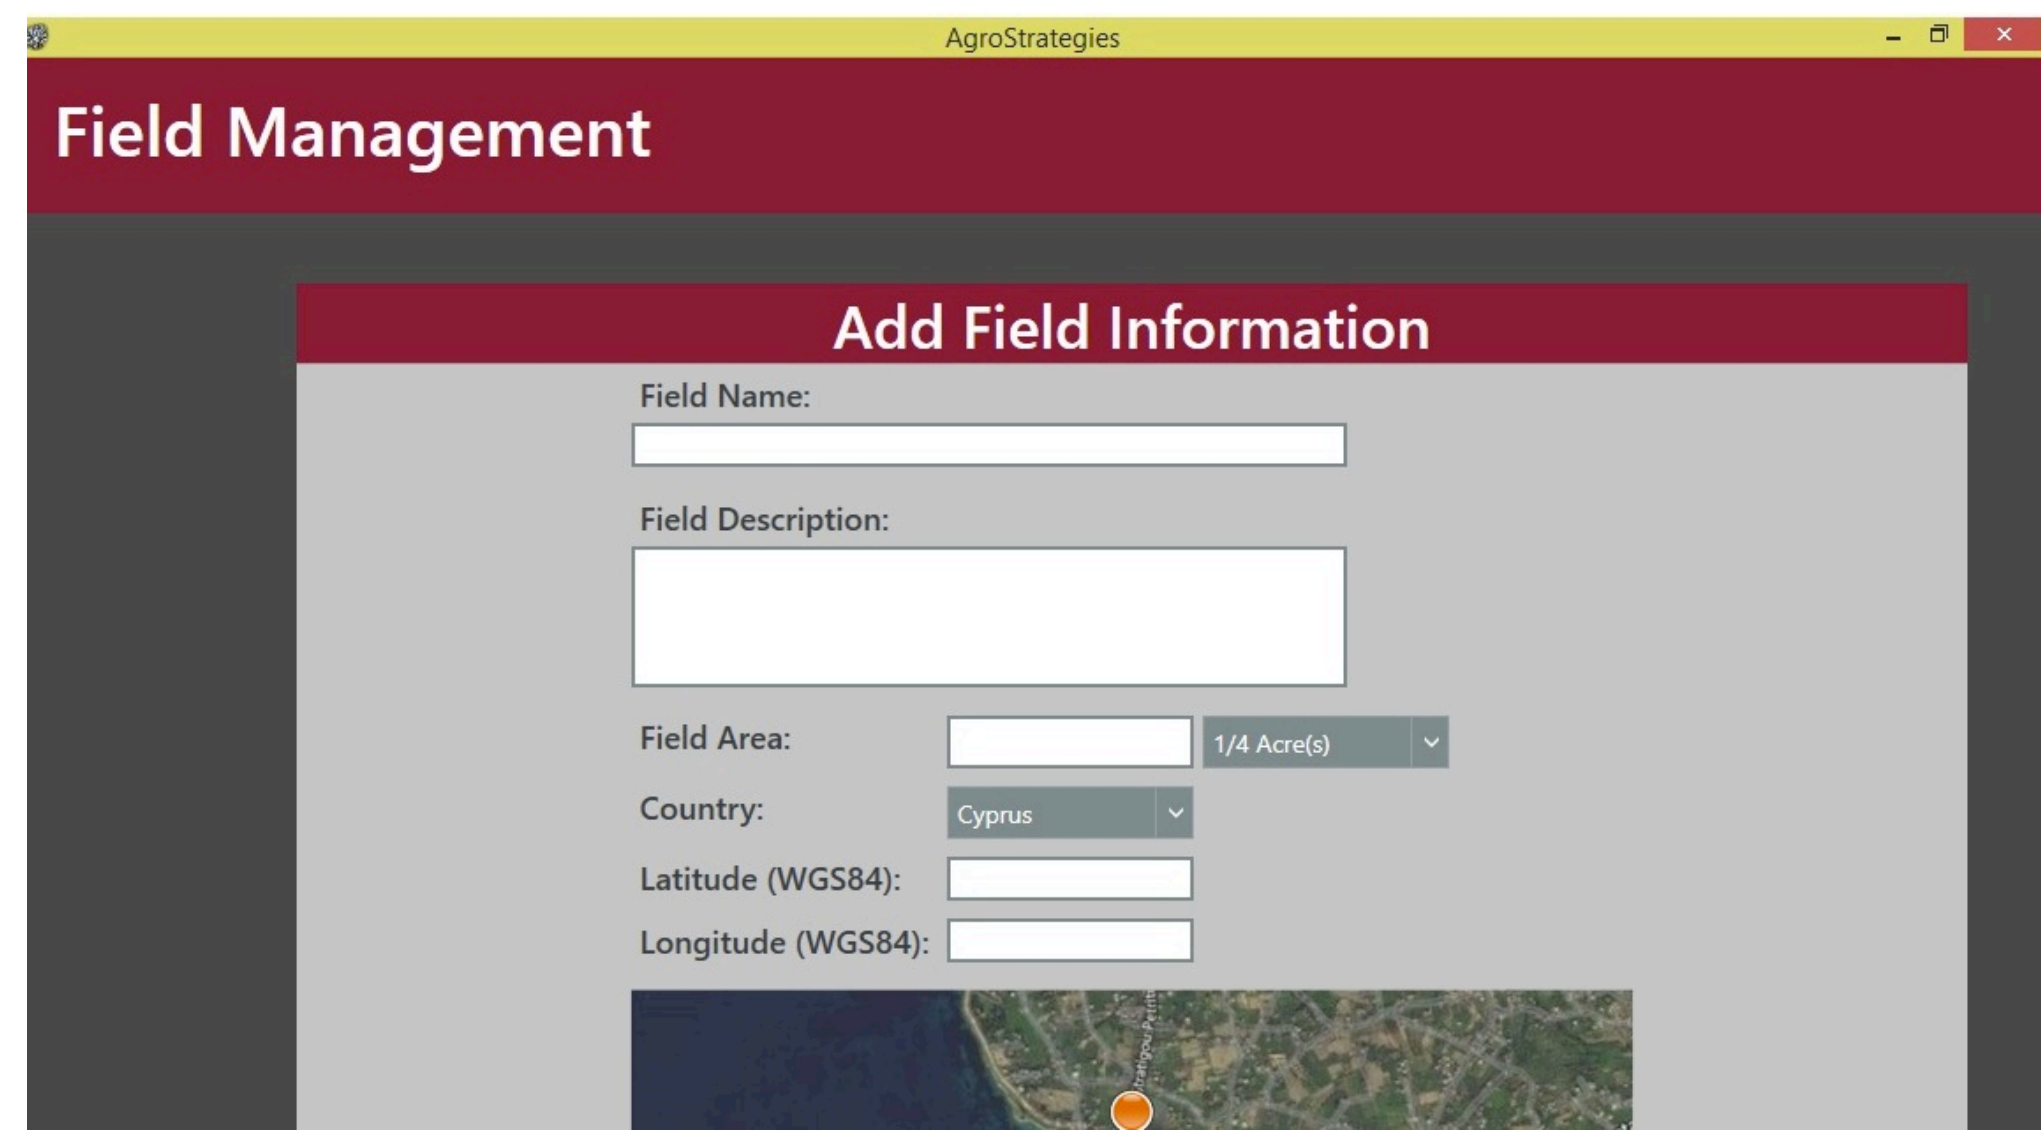 AgroStrategies
Field Management
Add Field Information
Field Name:
Field Description:
Field Area: 1/4 Acre(s)
Country: Cyprus
Latitude (WGS84):
Longitude (WGS84):